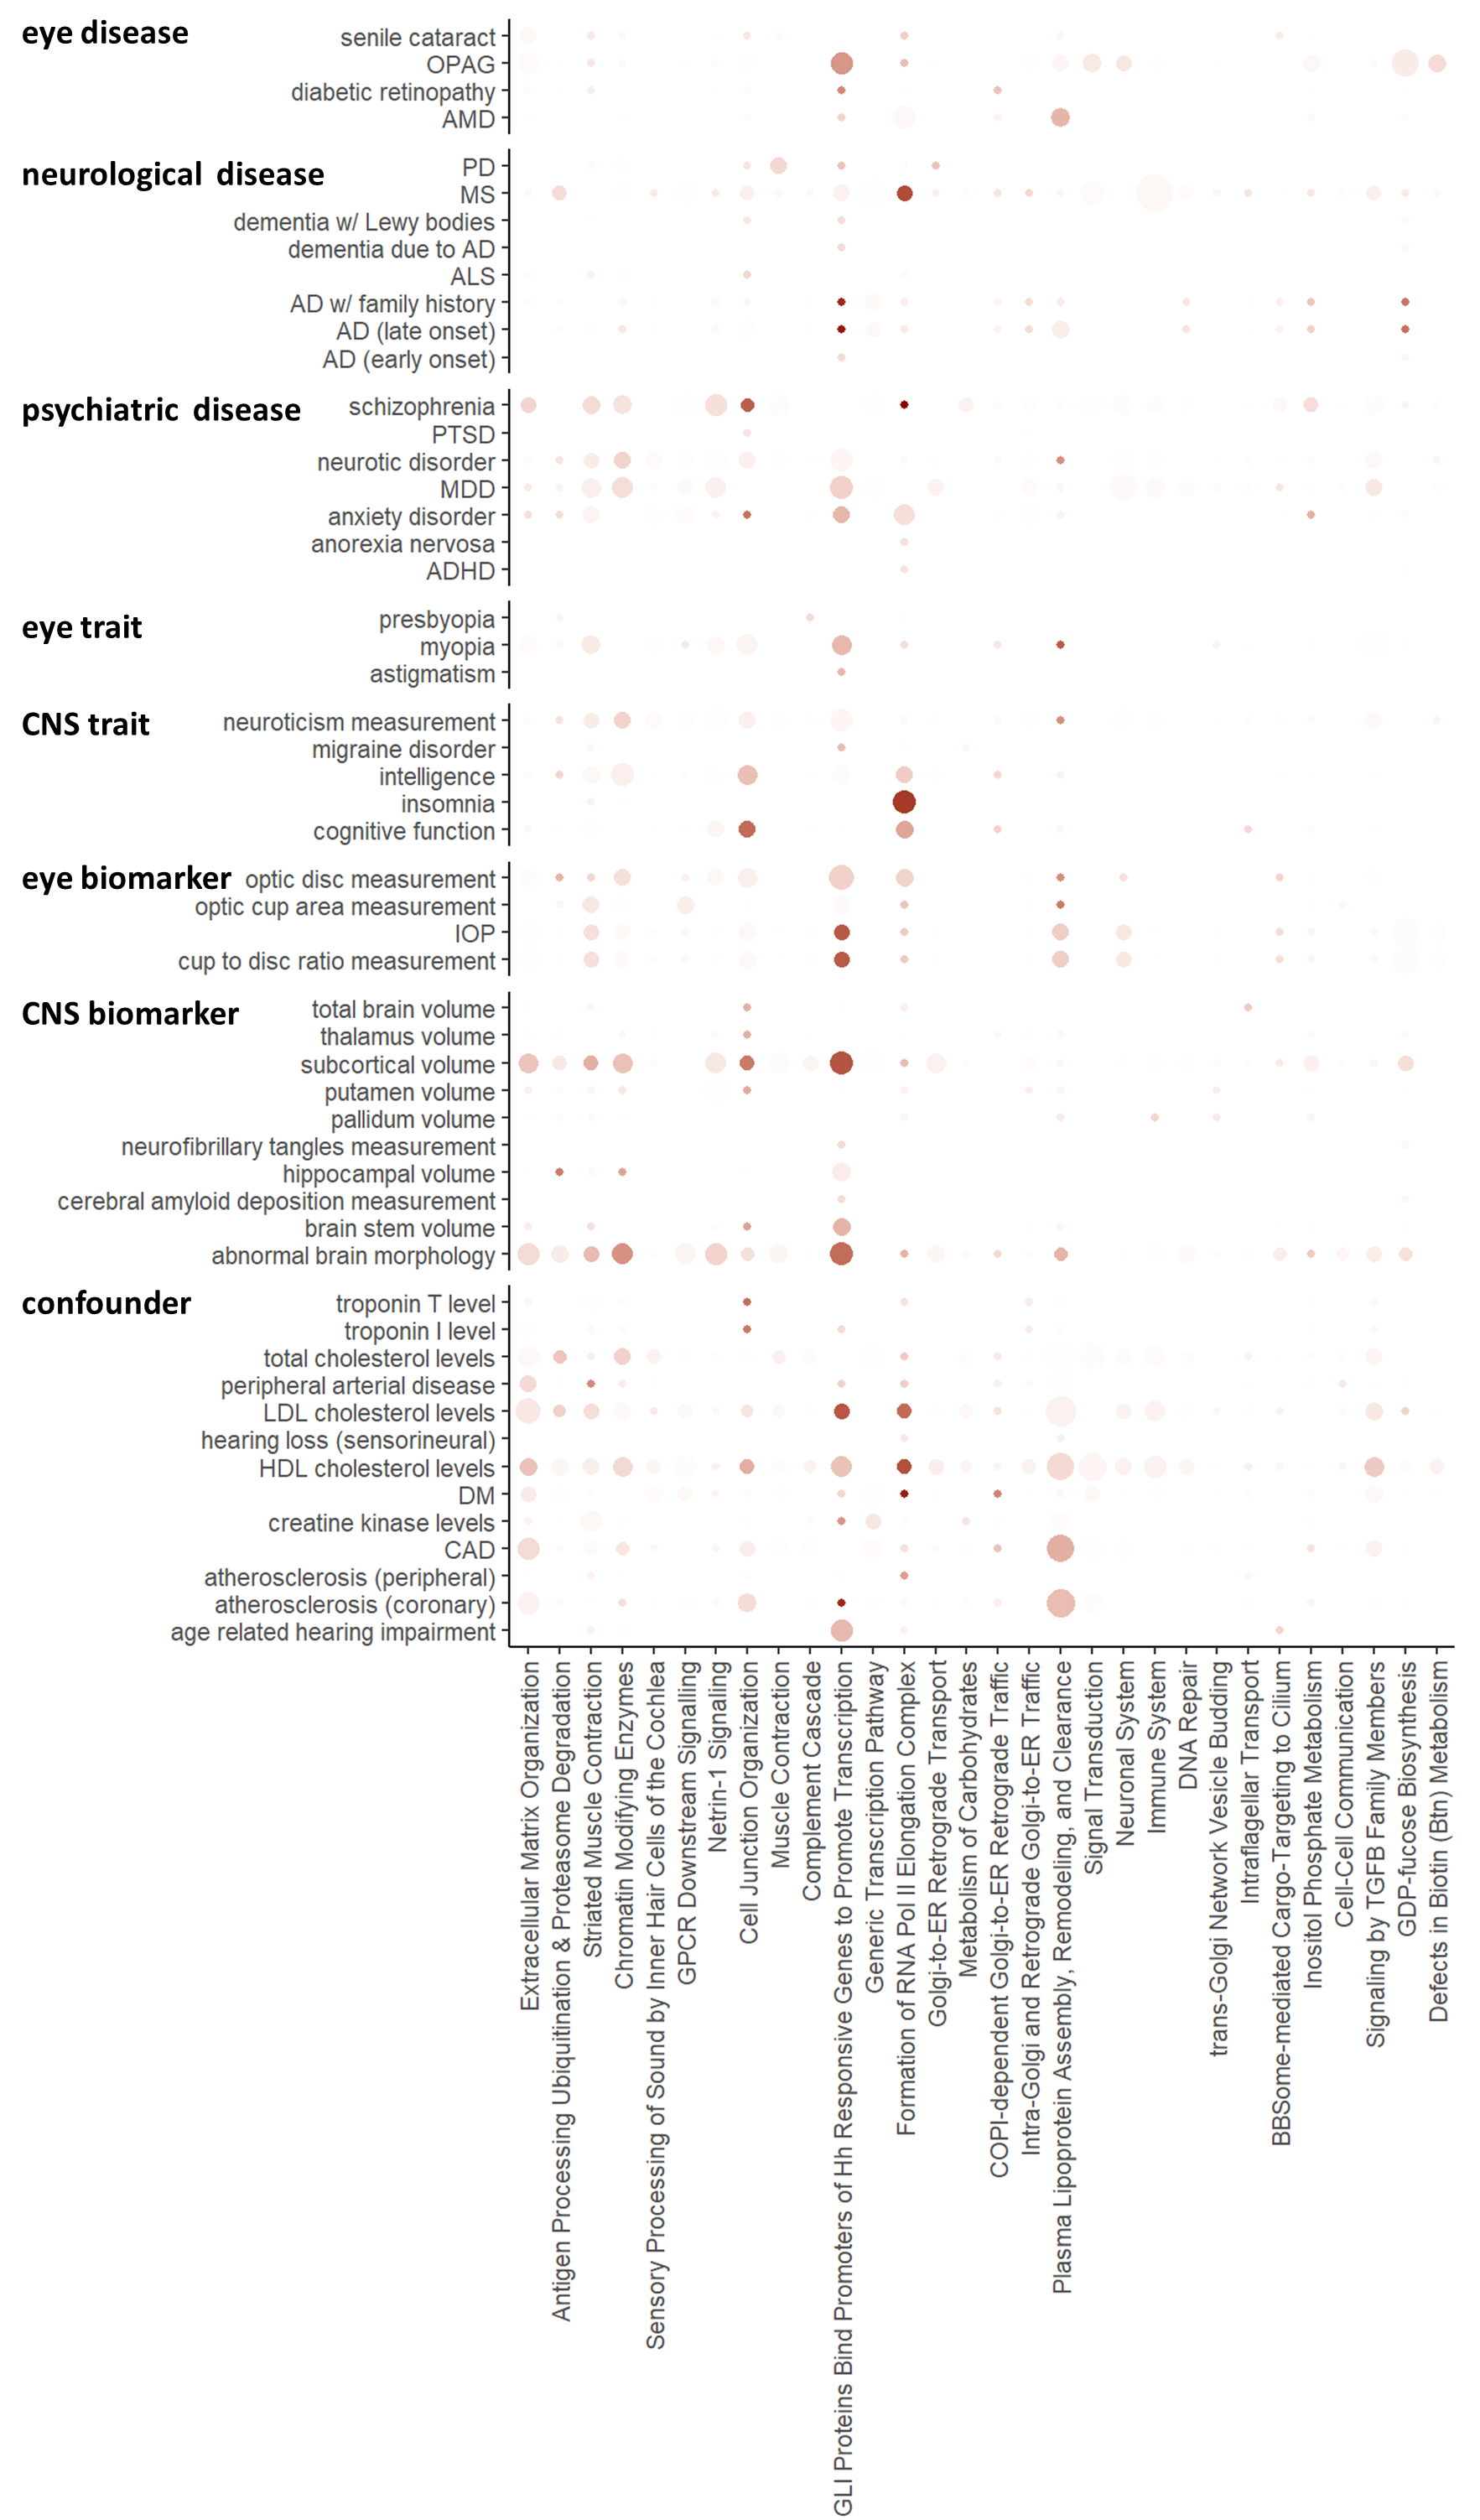 eye disease
senile cataract
OPAG
diabetic retinopathy
AMD
neurological disease
PD
MS
dementia w/ Lewy bodies
dementia due to AD
ALS
AD w/ family history
AD (late onset)
AD (early onset)
psychiatric disease
schizophrenia
PTSD
neurotic disorder
MDD
anxiety disorder
anorexia nervosa
ADHD
eye trait
presbyopia
myopia
astigmatism
CNS trait
neuroticism measurement
migraine disorder
intelligence
insomnia
cognitive function
eye biomarker
optic disc measurement
optic cup area measurement
IOP
cup to disc ratio measurement
CNS biomarker
total brain volume
thalamus volume
subcortical volume
putamen volume
pallidum volume
neurofibrillary tangles measurement
hippocampal volume
cerebral amyloid deposition measurement
brain stem volume
abnormal brain morphology
confounder
troponin T level
troponin I level
total cholesterol levels
peripheral arterial disease
LDL cholesterol levels
hearing loss (sensorineural)
HDL cholesterol levels
DM
creatine kinase levels
CAD
atherosclerosis (peripheral)
atherosclerosis (coronary)
age related hearing impairment
Extracellular Matrix Organization
Antigen Processing Ubiquitination & Proteasome Degradation
Striated Muscle Contraction
Chromatin Modifying Enzymes
Sensory Processing of Sound by Inner Hair Cells of the Cochlea
GPCR Downstream Signalling
Netrin-1 Signaling
Cell Junction Organization
Muscle Contraction
Complement Cascade
GLI Proteins Bind Promoters of Hh Responsive Genes to Promote Transcription
Generic Transcription Pathway
Formation of RNA Pol II Elongation Complex
Golgi-to-ER Retrograde Transport
Metabolism of Carbohydrates
COPI-dependent Golgi-to-ER Retrograde Traffic
Intra-Golgi and Retrograde Golgi-to-ER Traffic
Plasma Lipoprotein Assembly, Remodeling, and Clearance
Signal Transduction
Neuronal System
Immune System
DNA Repair
trans-Golgi Network Vesicle Budding
Intraflagellar Transport
BBSome-mediated Cargo-Targeting to Cilium
Inositol Phosphate Metabolism
Cell-Cell Communication
Signaling by TGFB Family Members
GDP-fucose Biosynthesis
Defects in Biotin (Btn) Metabolism